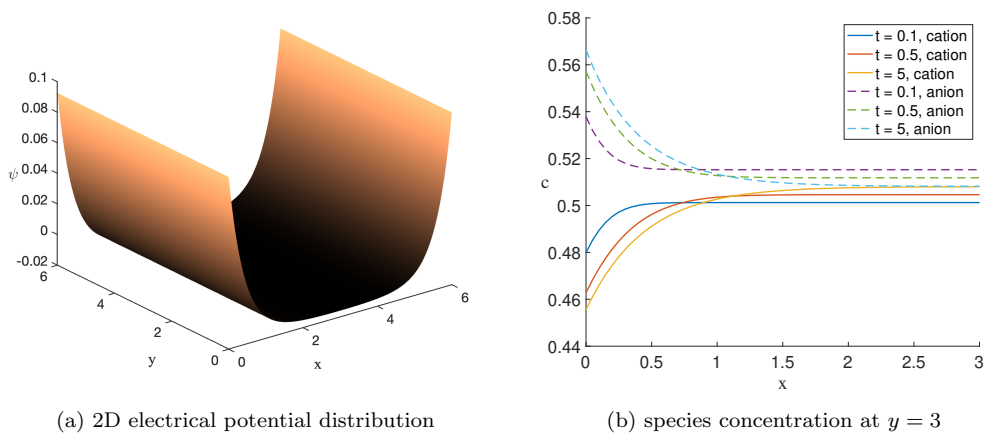 0.1
0.08
0.06
ψ
0.04
0.02
0
-0.02
6
4
2
0
y
0
2
4
6
x
0.58
0.56
0.54
0.52
c
0.5
0.48
0.46
0.44
0
0.5
1
1.5
2
2.5
3
x
t = 0.1, cation
t = 0.5, cation
t = 5, cation
t = 0.1, anion
t = 0.5, anion
t = 5, anion
(a) 2D electrical potential distribution
(b) species concentration at y = 3